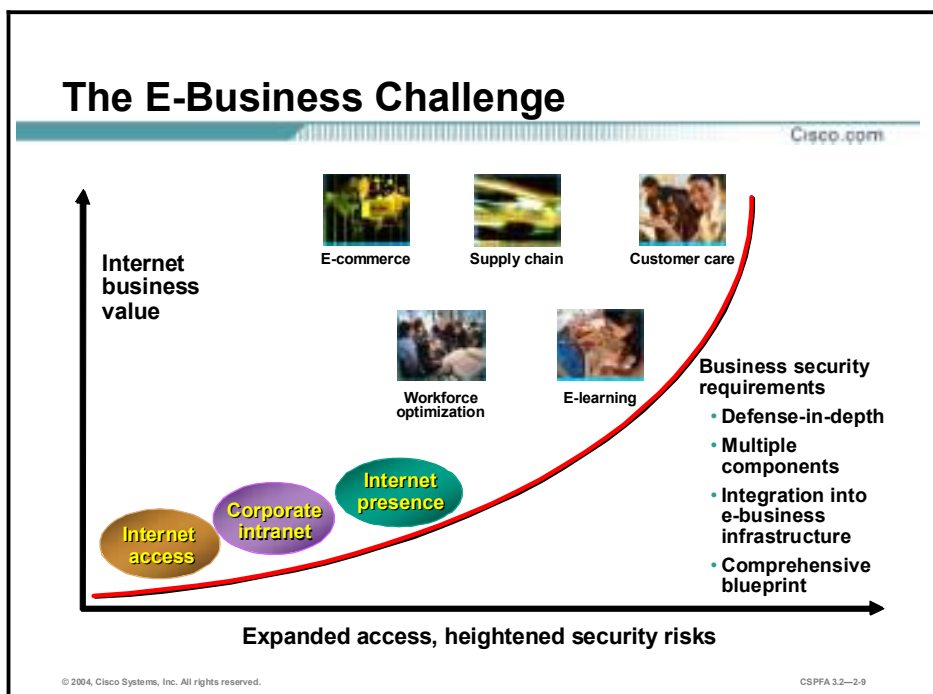 The E-Business Challenge
Cisco.com
Internet
business
value
E-commerce
Supply chain
Customer care
Workforce
optimization
E-learning
Internet
access
Corporate
intranet
Internet
presence
Business security
requirements
• Defense-in-depth
• Multiple
components
• Integration into
e-business
infrastructure
• Comprehensive
blueprint
Expanded access, heightened security risks
© 2004, Cisco Systems, Inc. All rights reserved.
CSPFA 3.2—2-9